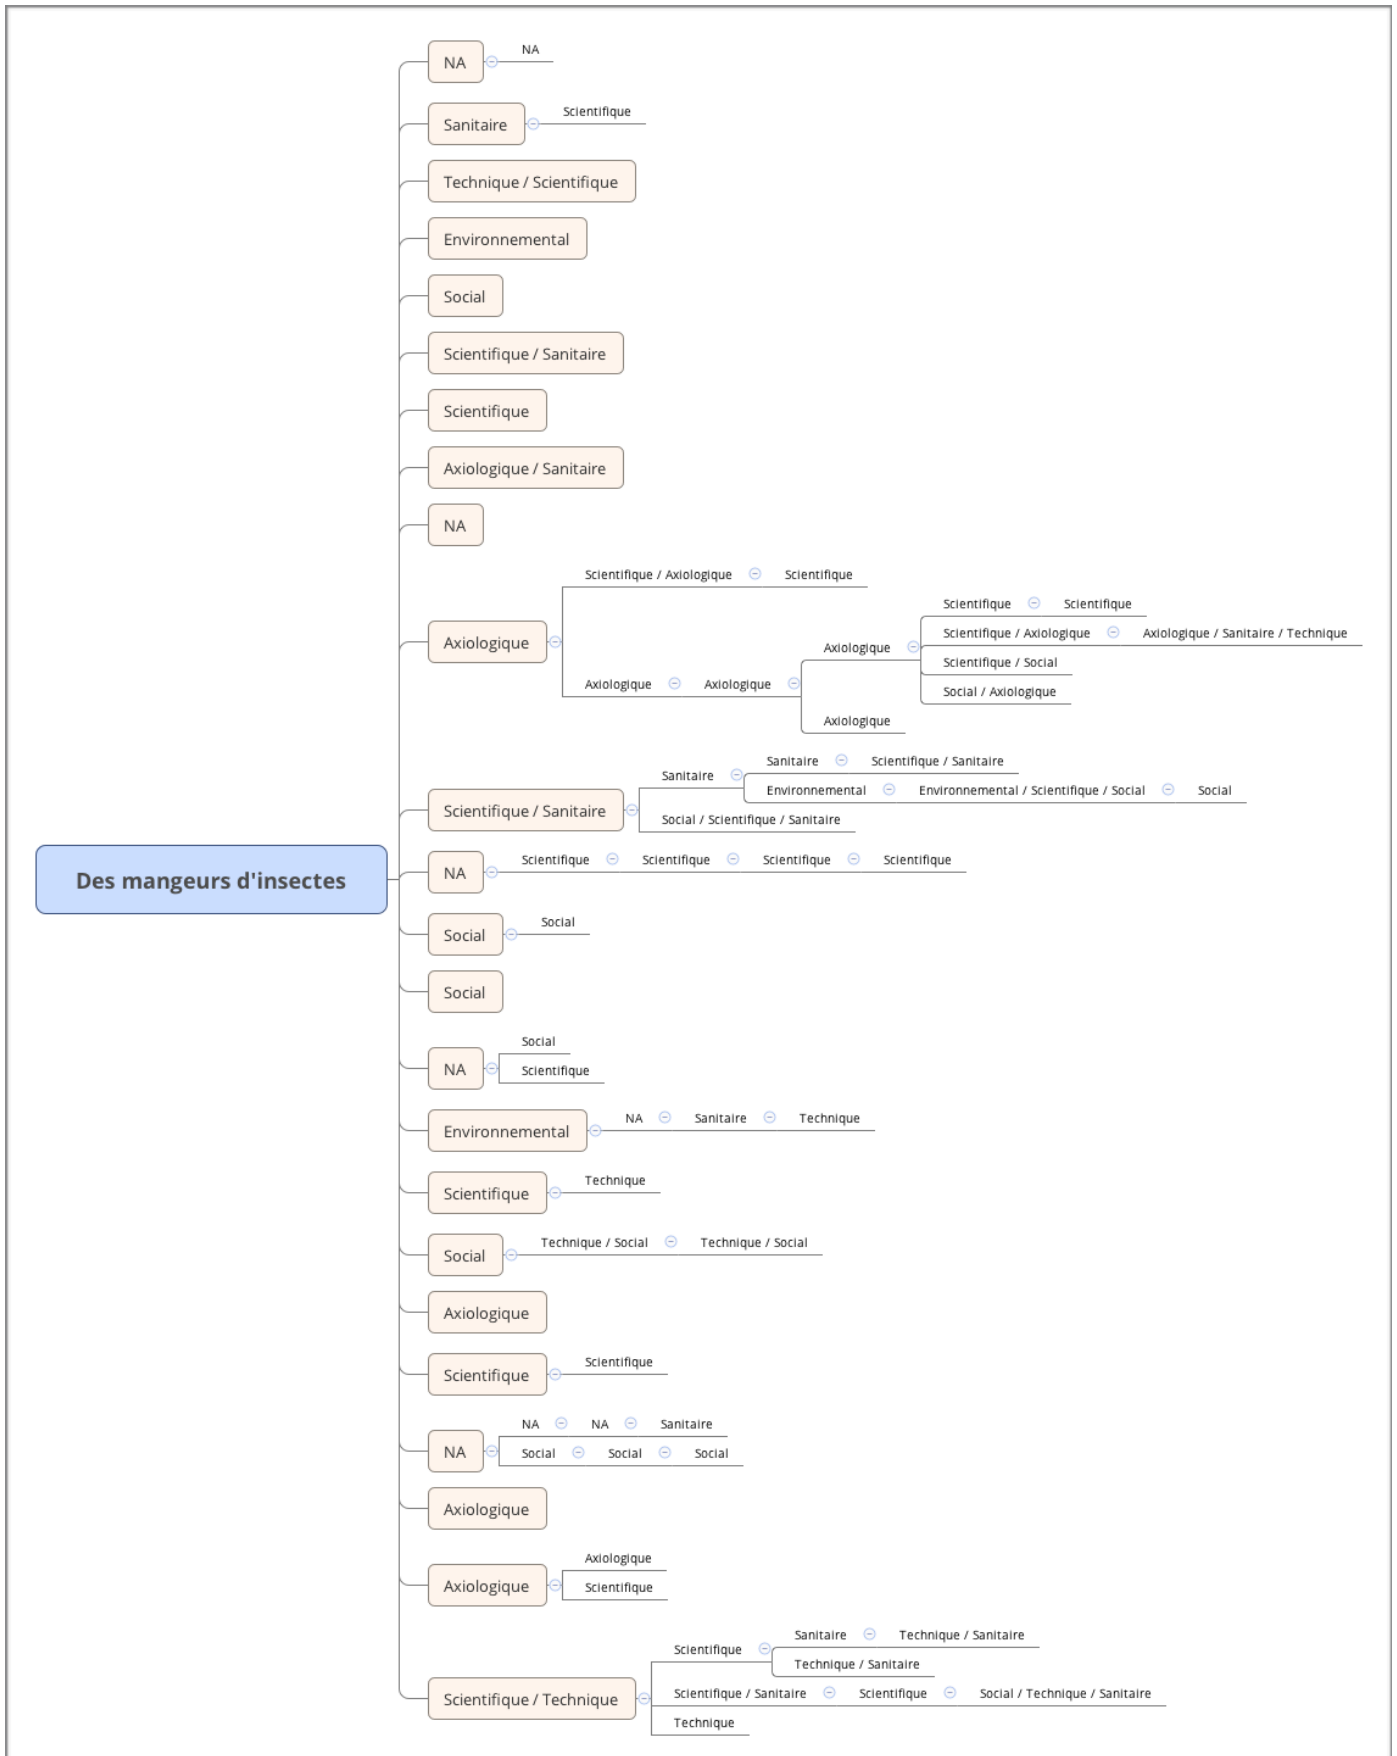 NA
NA
Sanitaire
Scientifique
Technique / Scientifique
Environnemental
Social
Scientifique / Sanitaire
Scientifique
Axiologique / Sanitaire
NA
Axiologique
Scientifique / Axiologique
Scientifique
Axiologique
Axiologique
Axiologique
Scientifique
Scientifique
Scientifique / Axiologique
Axiologique / Sanitaire / Technique
Scientifique / Social
Social / Axiologique
Axiologique
Scientifique / Sanitaire
Sanitaire
Sanitaire
Scientifique / Sanitaire
Environnemental
Environnemental / Scientifique / Social
Social
Social / Scientifique / Sanitaire
Des mangeurs d'insectes
NA
Scientifique
Scientifique
Scientifique
Scientifique
Social
Social
Social
NA
Social
Scientifique
Environnemental
NA
Sanitaire
Technique
Scientifique
Technique
Social
Technique / Social
Technique / Social
Axiologique
Scientifique
Scientifique
NA
NA
NA
Sanitaire
Social
Social
Social
Axiologique
Axiologique
Axiologique
Scientifique
Scientifique / Technique
Scientifique
Sanitaire
Technique / Sanitaire
Technique / Sanitaire
Scientifique / Sanitaire
Scientifique
Social / Technique / Sanitaire
Technique